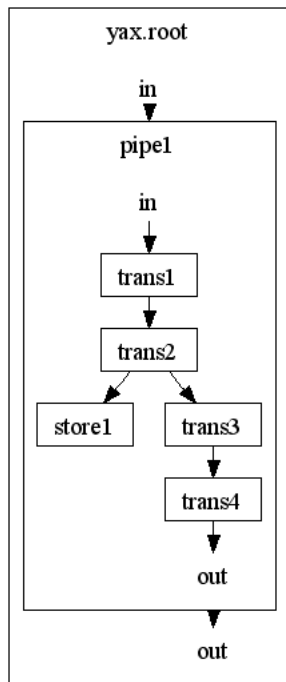 yax.root
in
pipe1
in
trans1
trans2
store1 trans3
trans4
out
out